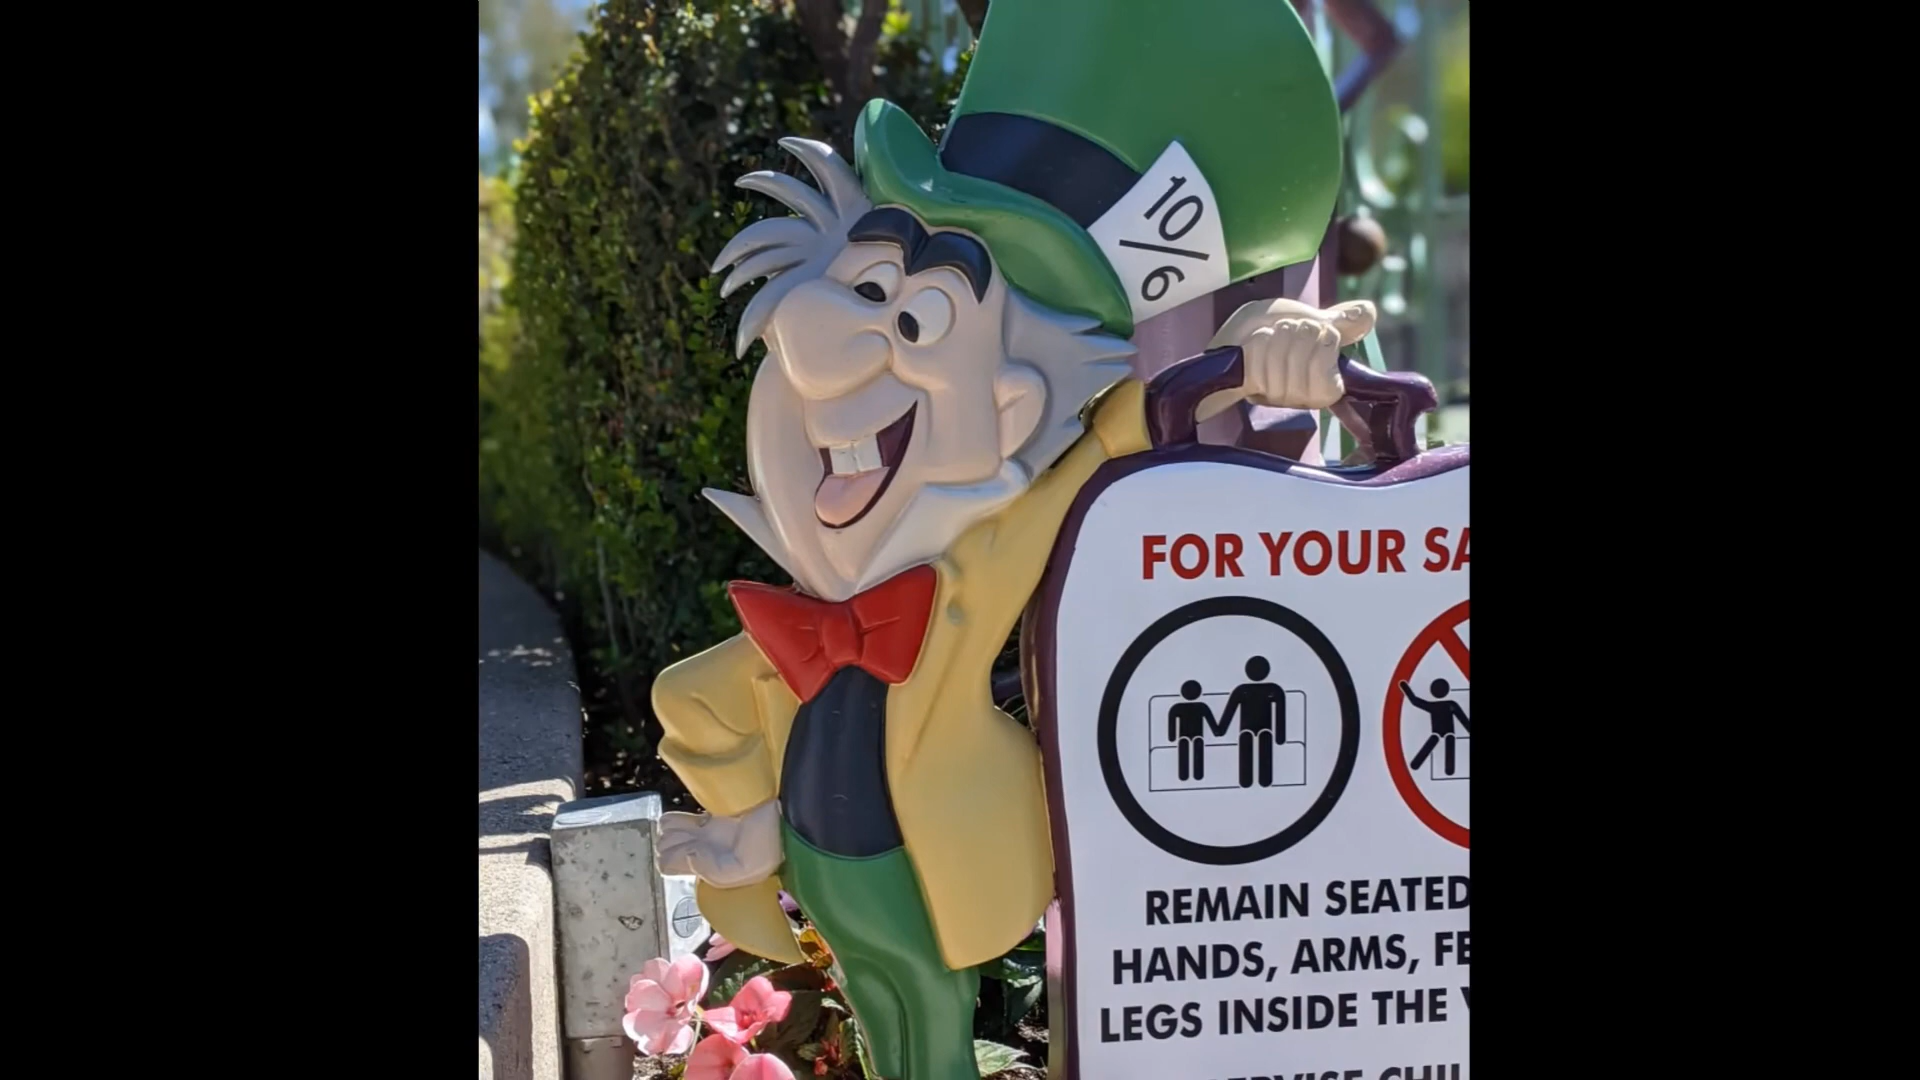 10
/
6
FOR YOUR SA
REMAIN SEATED
HANDS, ARMS, FE
LEGS INSIDE THE